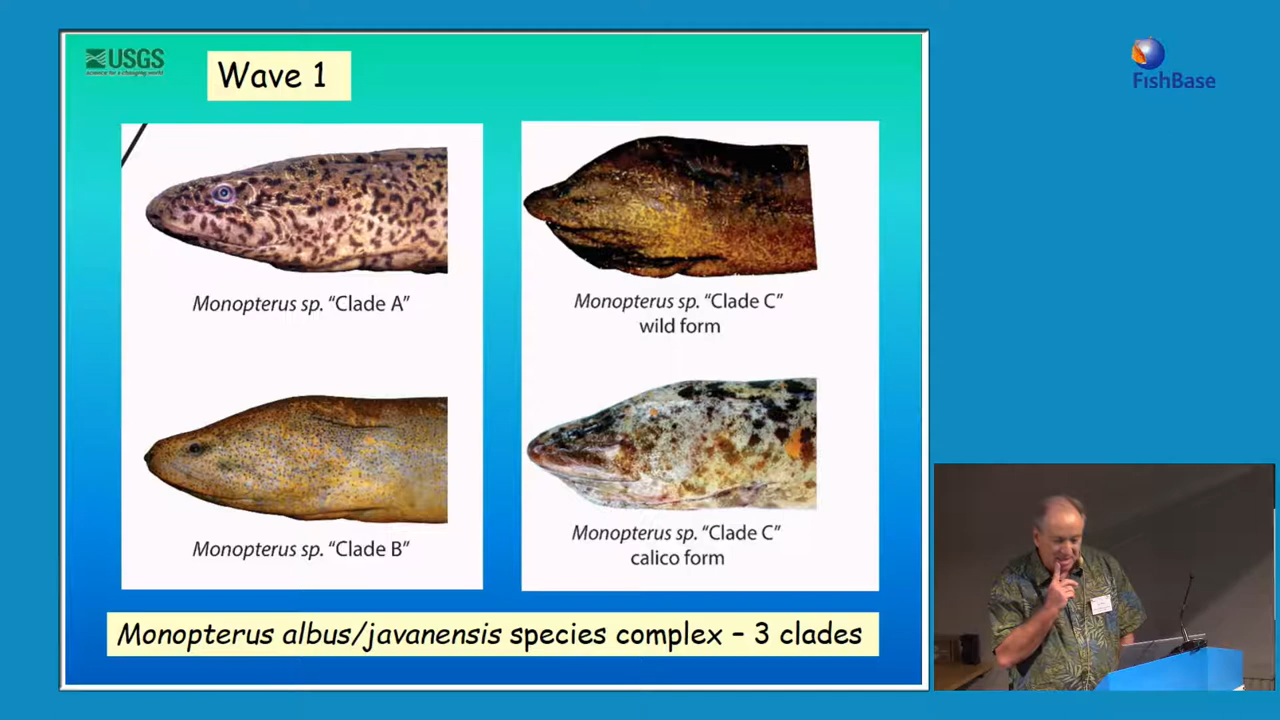 USGS
science for a changing world
Wave 1
FishBase
Monopterus sp. “Clade A”
Monopterus sp. “Clade C”
wild form
Monopterus sp. “Clade B”
Monopterus sp. “Clade C”
calico form
Monopterus albus/javanensis species complex – 3 clades